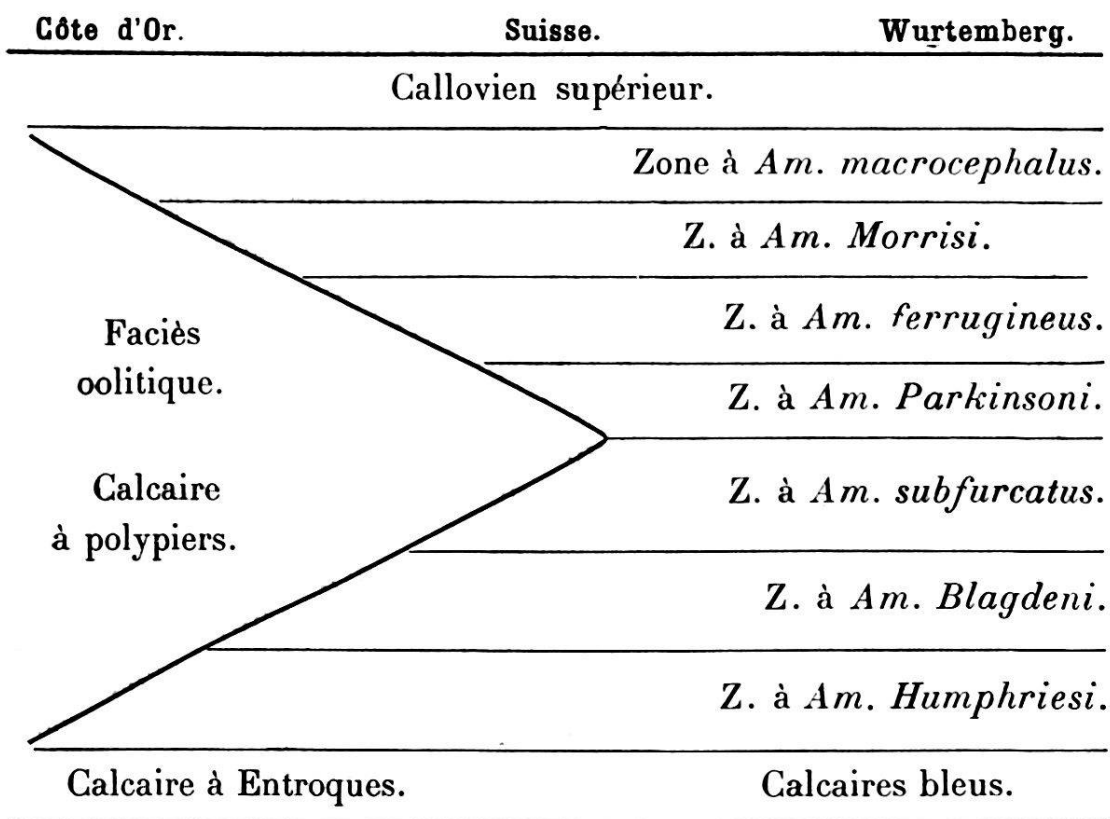 Côte d'Or. Suisse. Wurtemberg.
Callovien supérieur.
Zone à Am. macrocephalus.
Z. à Am. Morrisi.
Z. à Am. ferrugineus.
Faciès
oolitique.
Z. à Am. Parkinsoni.
Calcaire
à polypiers.
Z. à Am. subfurcatus.
Z. à Am. Blagdeni.
Z. à Am. Humphriesi.
Calcaire à Entroques. Calcaires bleus.